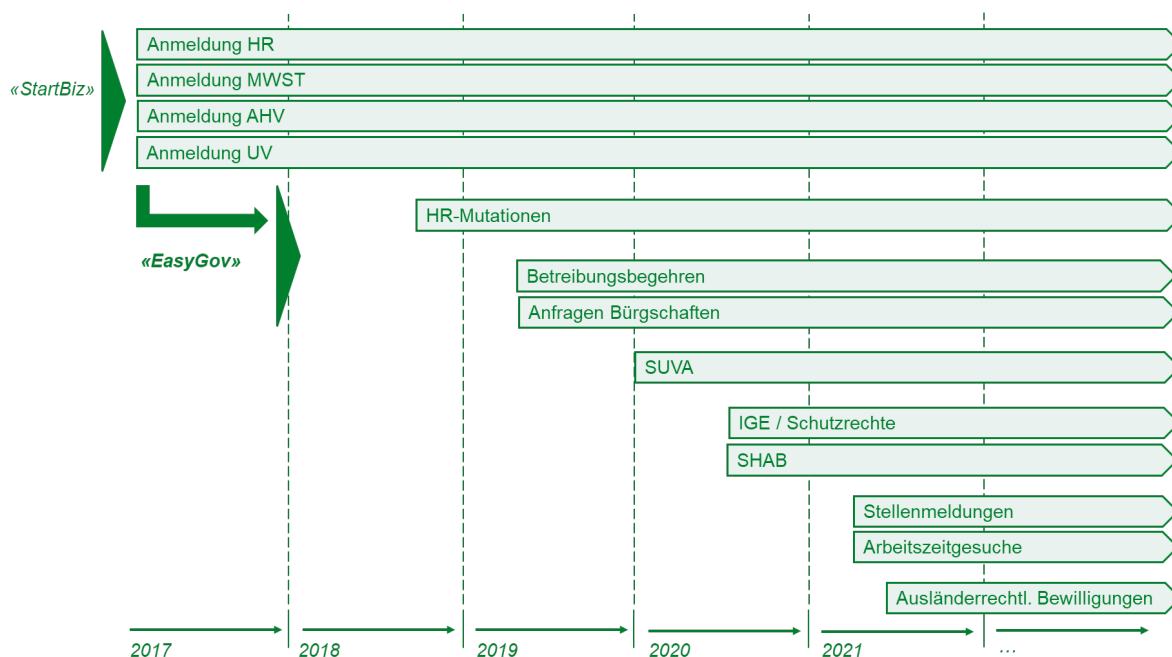 Anmeldung HR
«StartBiz»
Anmeldung MWST
Anmeldung AHV
Anmeldung UV
HR-Mutationen
«EasyGov»
Betreibungsbegehren
Anfragen Bürgschaften
SUVA
IGE / Schutzrechte
SHAB
Stellenmeldungen
Arbeitszeitgesuche
Ausländerrechtl. Bewilligungen
2017 2018 2019 2020 2021 ...